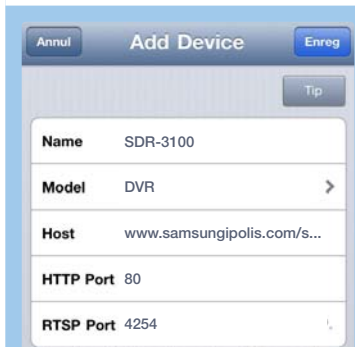 Annul Add Device Enreg
Tip
Name SDR-3100
Model DVR
Host www.samsungipolis.com/s...
HTTP Port 80
RTSP Port 4254